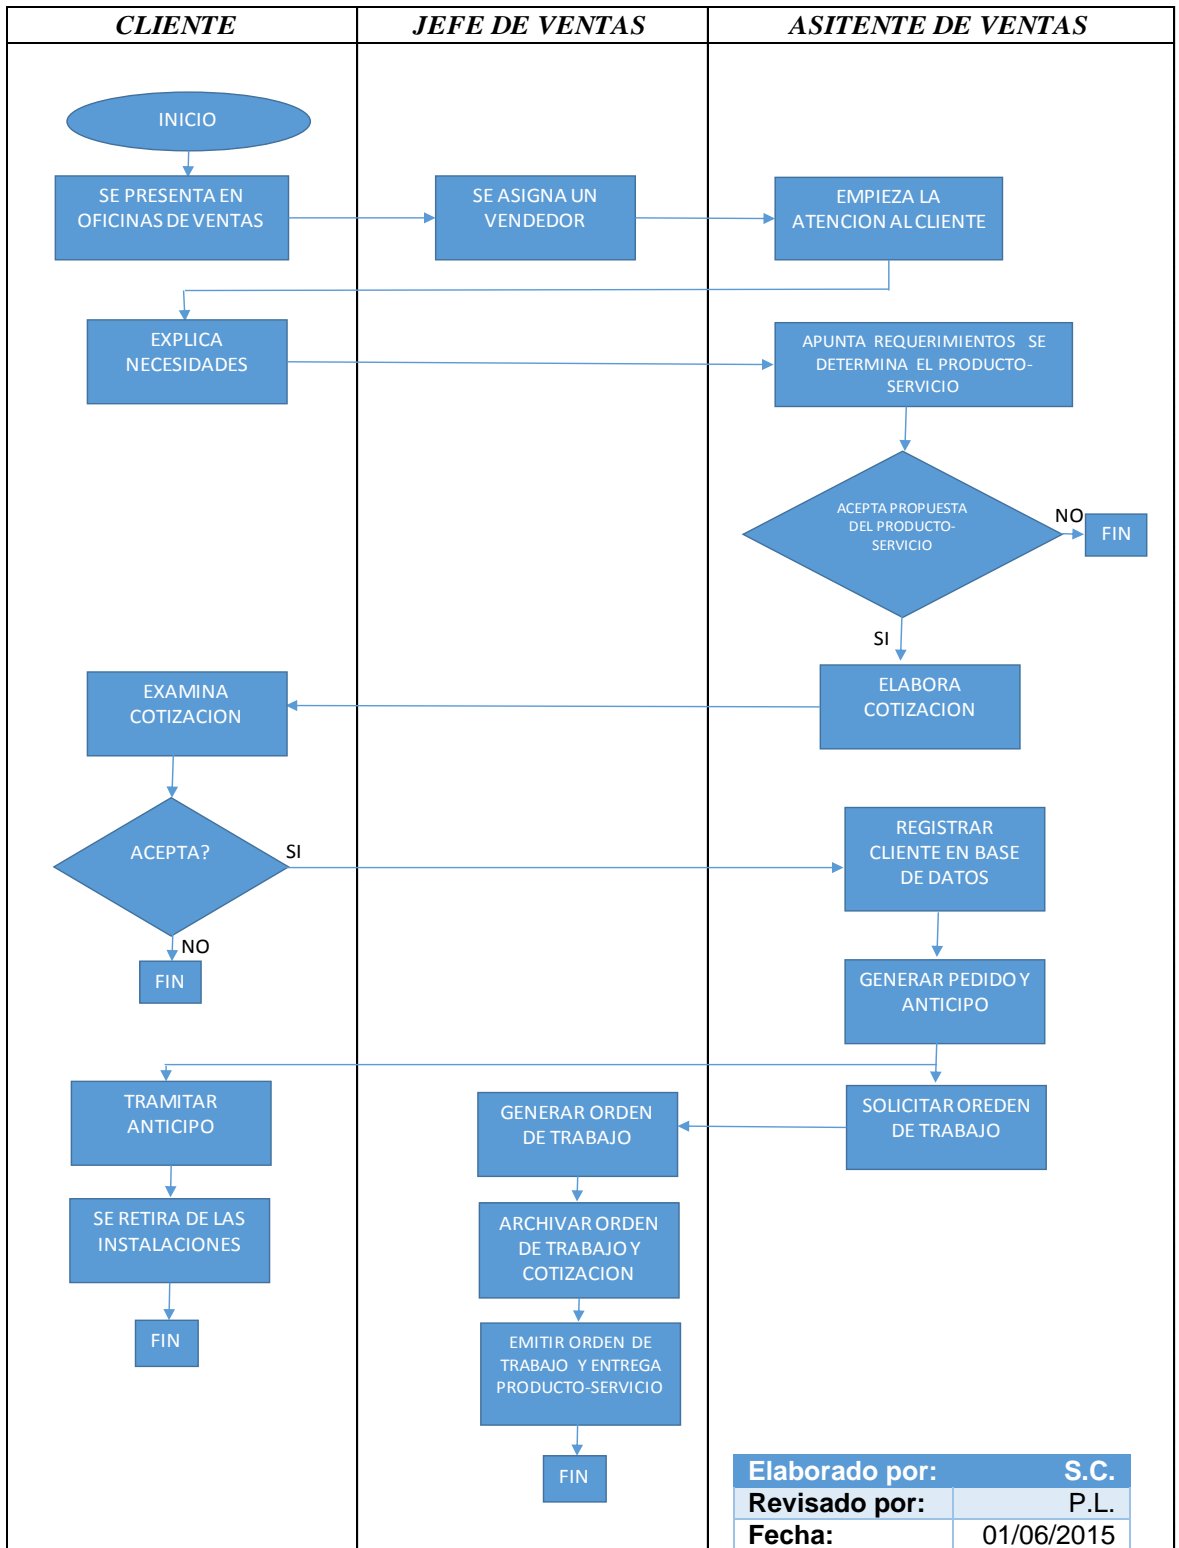 CLIENTE
JEFE DE VENTAS
ASITENTE DE VENTAS
INICIO
SE PRESENTA EN
OFICINAS DE VENTAS
SE ASIGNA UN
VENDEDOR
EMPIEZA LA
ATENCION AL CLIENTE
EXPLICA
NECESIDADES
APUNTA REQUERIMIENTOS SE
DETERMINA EL PRODUCTO-
SERVICIO
ACEPTA PROPUESTA
DEL PRODUCTO-
SERVICIO
NO
FIN
SI
EXAMINA
COTIZACION
ELABORA
COTIZACION
ACEPTA?
SI
NO
FIN
REGISTRAR
CLIENTE EN BASE
DE DATOS
GENERAR PEDIDO Y
ANTICIPO
TRAMITAR
ANTICIPO
GENERAR ORDEN
DE TRABAJO
SOLICITAR OREDEN
DE TRABAJO
SE RETIRA DE LAS
INSTALACIONES
ARCHIVAR ORDEN
DE TRABAJO Y
COTIZACION
FIN
EMITIR ORDEN DE
TRABAJO Y ENTREGA
PRODUCTO-SERVICIO
FIN
Elaborado por: S.C.
Revisado por: P.L.
Fecha: 01/06/2015